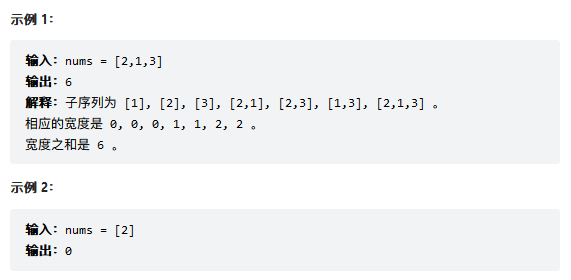 示例 1：
输入：nums = [2,1,3]
输出：6
解释：子序列为 [1], [2], [3], [2,1], [2,3], [1,3], [2,1,3] 。
相应的宽度是 0, 0, 0, 1, 1, 2, 2 。
宽度之和是 6 。
示例 2：
输入：nums = [2]
输出：0